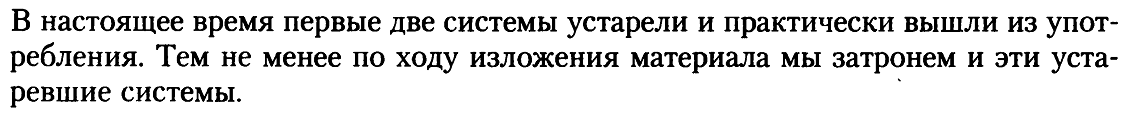 В настоящее время первые две системы устарели и практически вышли из упот-
ребления. Тем не менее по ходу изложения материала мы затронем и эти уста-
ревшие системы.